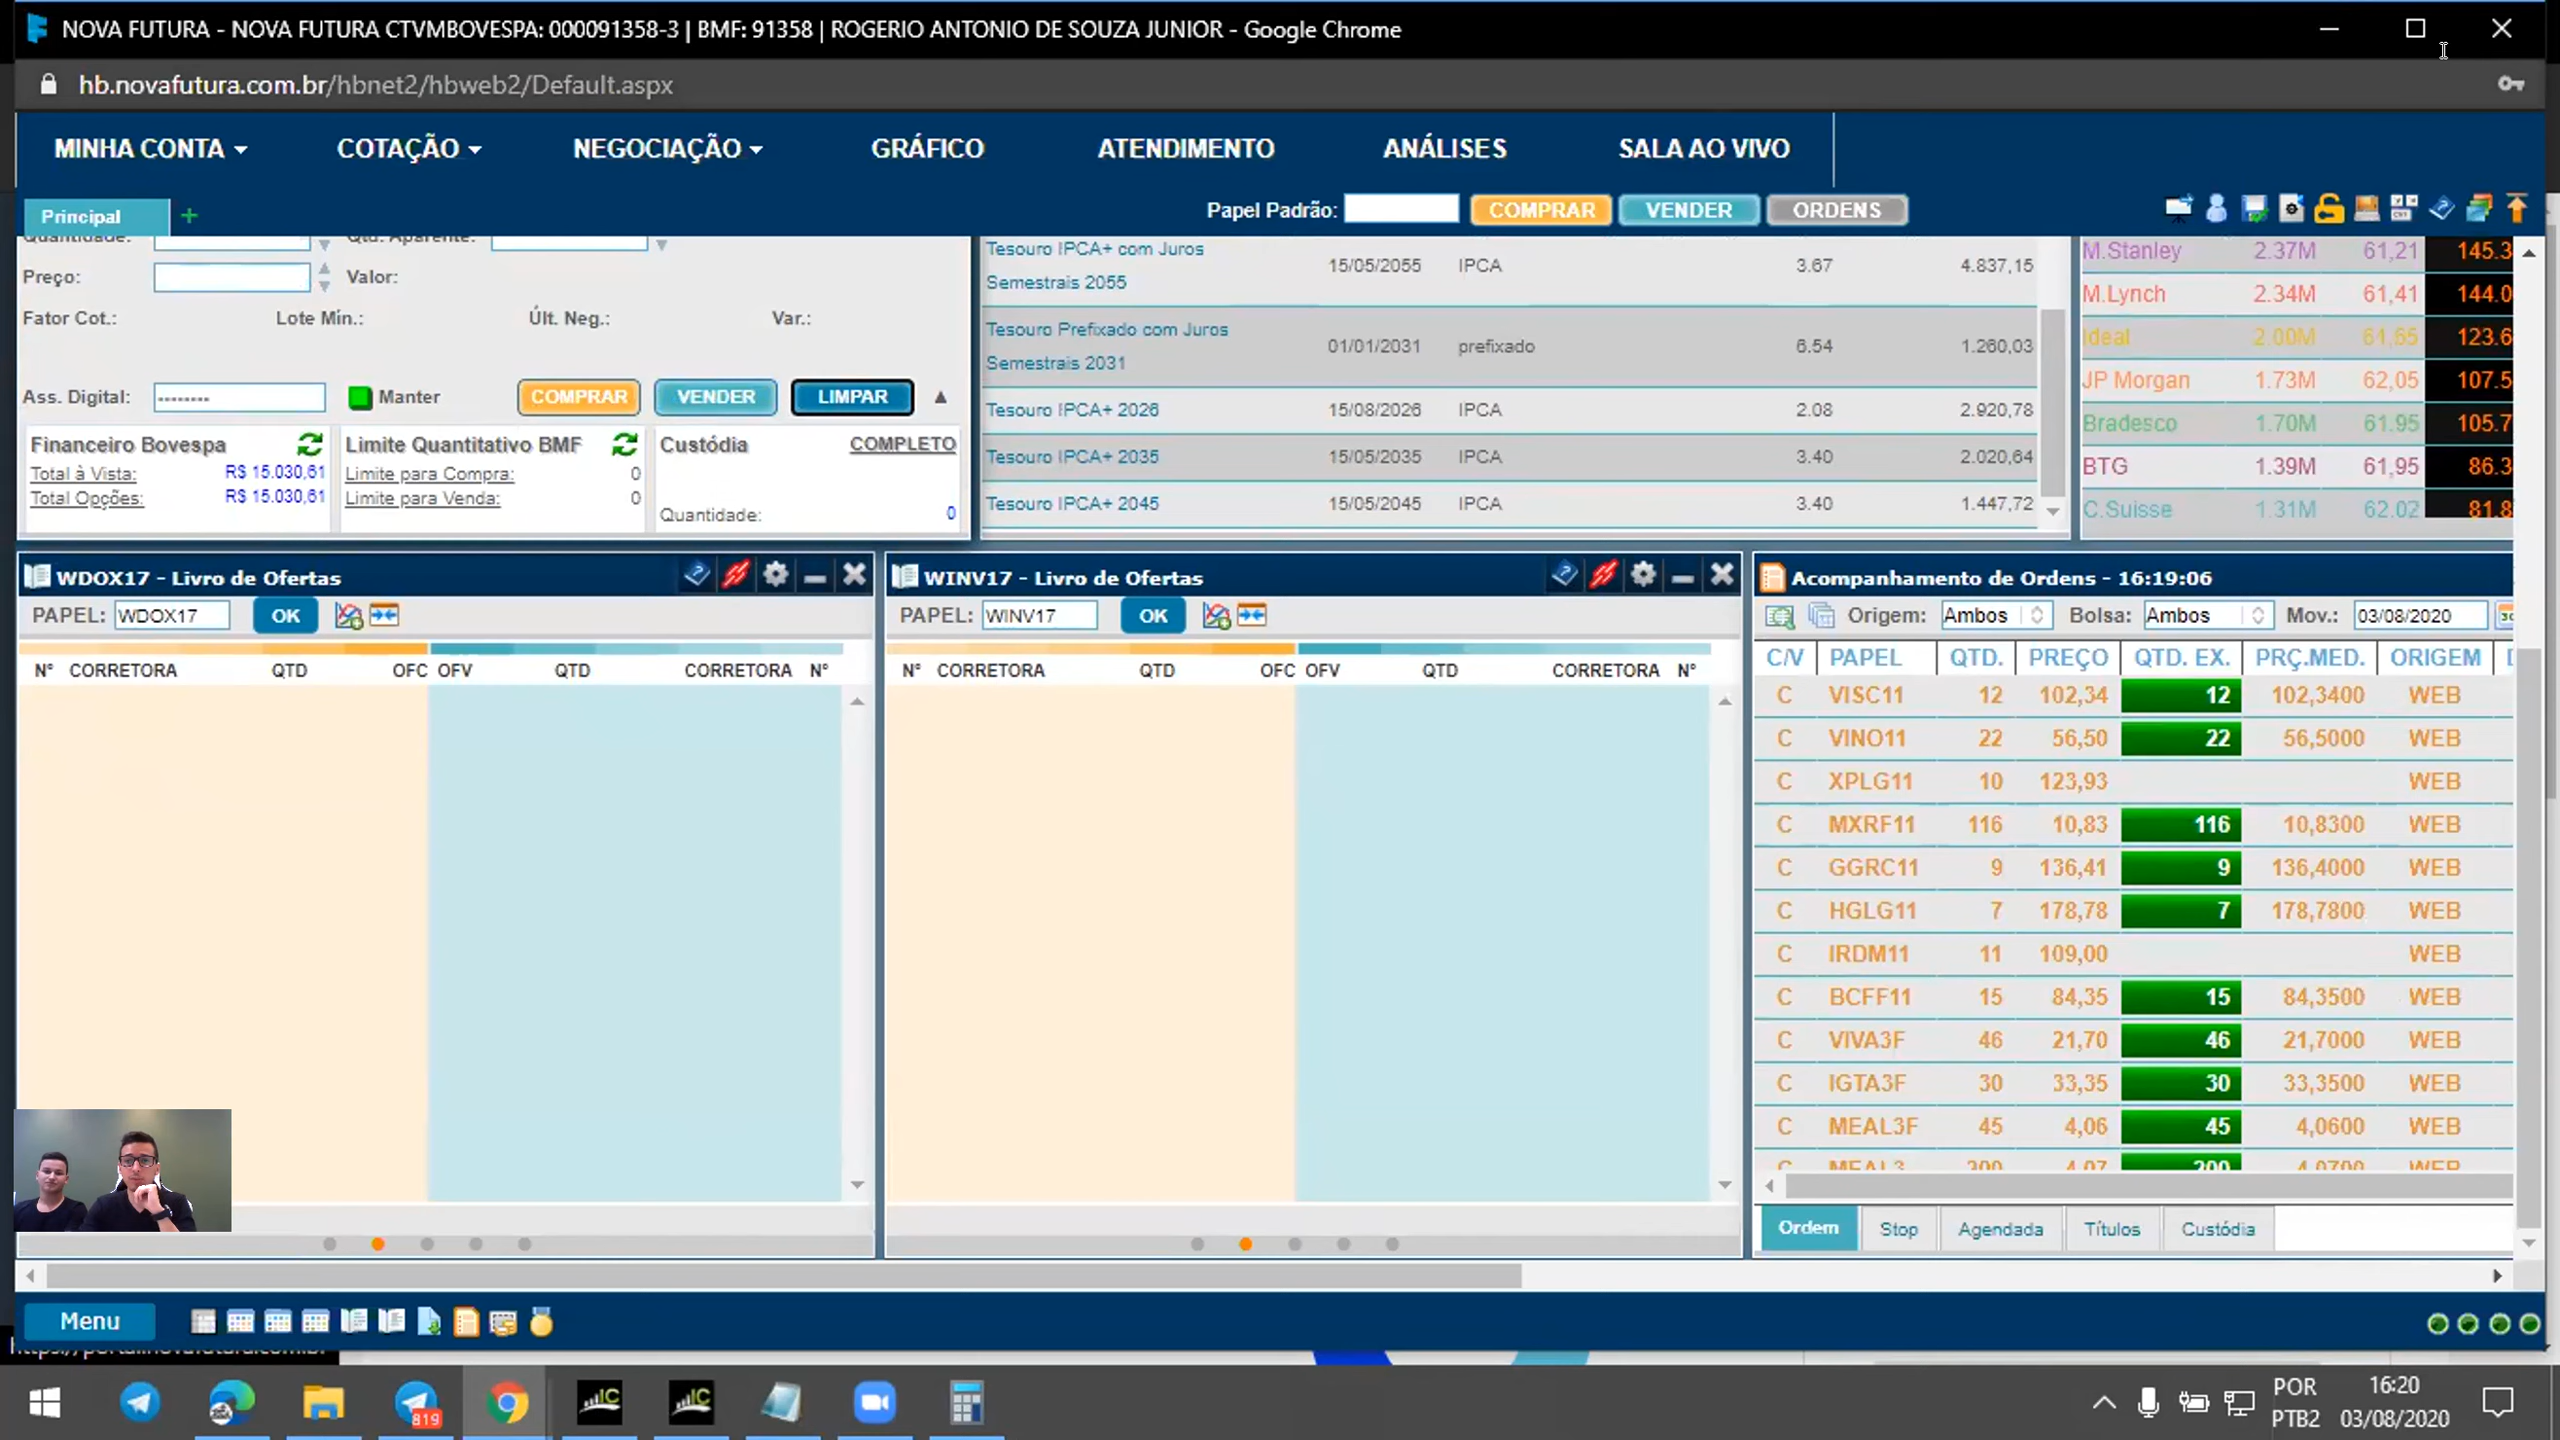 NOVA FUTURA - NOVA FUTURA CTVMBOVESPA: 000091358-3 | BMF: 91358 | ROGERIO ANTONIO DE SOUZA JUNIOR - Google Chrome
hb.novafutura.com.br/hbnet2/hbweb2/Default.aspx
MINHA CONTA COTAÇÃO NEGOCIAÇÃO GRÁFICO ATENDIMENTO ANÁLISES SALA AO VIVO
Principal + Papel Padrão: COMPRAR VENDER ORDENS
Quantidade: Qtd. Aparente:
Preço: Valor:
Fator Cot.: Lote Mín.: Últ. Neg.: Var.:
Ass. Digital: -------- Manter COMPRAR VENDER LIMPAR
Financeiro Bovespa
Total à Vista: R$ 15.030,61
Total Opções: R$ 15.030,61
Limite Quantitativo BMF
Limite para Compra: 0
Limite para Venda: 0
Custódia COMPLETO
Quantidade: 0
Tesouro IPCA+ com Juros
Semestrais 2055 15/05/2055 IPCA 3.67 4.837,15
Tesouro Prefixado com Juros
Semestrais 2031 01/01/2031 prefixado 6.54 1.260,03
Tesouro IPCA+ 2026 15/08/2026 IPCA 2.08 2.920,78
Tesouro IPCA+ 2035 15/05/2035 IPCA 3.40 2.020,64
Tesouro IPCA+ 2045 15/05/2045 IPCA 3.40 1.447,72
M.Stanley 2.37M 61,21 145.3
M.Lynch 2.34M 61,41 144.0
Ideal 2.00M 61,65 123.6
JP Morgan 1.73M 62,05 107.5
Bradesco 1.70M 61.95 105.7
BTG 1.39M 61,95 86.3
C.Suisse 1.31M 62.02 81.8
WDOX17 - Livro de Ofertas
PAPEL: WDOX17 OK
Nº CORRETORA QTD OFC OFV QTD CORRETORA Nº
WINV17 - Livro de Ofertas
PAPEL: WINV17 OK
Nº CORRETORA QTD OFC OFV QTD CORRETORA Nº
Acompanhamento de Ordens - 16:19:06
Origem: Ambos Bolsa: Ambos Mov.: 03/08/2020
C/V PAPEL QTD. PREÇO QTD. EX. PRÇ.MED. ORIGEM
C VISC11 12 102,34 12 102,3400 WEB
C VINO11 22 56,50 22 56,5000 WEB
C XPLG11 10 123,93 WEB
C MXRF11 116 10,83 116 10,8300 WEB
C GGRC11 9 136,41 9 136,4000 WEB
C HGLG11 7 178,78 7 178,7800 WEB
C IRDM11 11 109,00 WEB
C BCFF11 15 84,35 15 84,3500 WEB
C VIVA3F 46 21,70 46 21,7000 WEB
C IGTA3F 30 33,35 30 33,3500 WEB
C MEAL3F 45 4,06 45 4,0600 WEB
C MEAL3 200 4,07 200 4,0700 WEB
Ordem Stop Agendada Títulos Custódia
Menu
819
POR
PTB2
16:20
03/08/2020